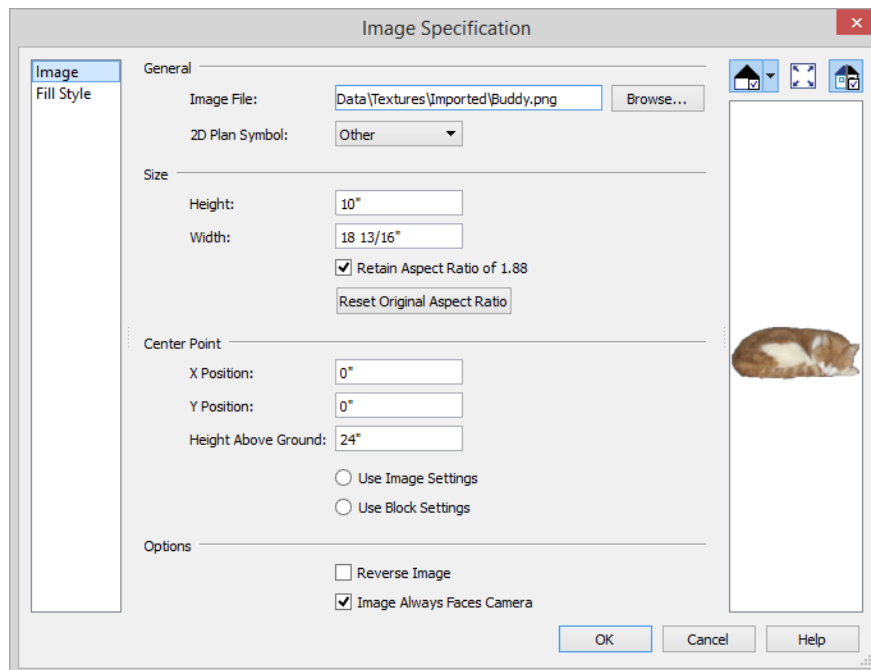 Image Specification
Image
Fill Style
General
Image File: Data\Textures\Imported\Buddy.png Browse...
2D Plan Symbol: Other
Size
Height: 10"
Width: 18 13/16"
Retain Aspect Ratio of 1.88
Reset Original Aspect Ratio
Center Point
X Position: 0"
Y Position: 0"
Height Above Ground: 24"
Use Image Settings
Use Block Settings
Options
Reverse Image
Image Always Faces Camera
OK Cancel Help